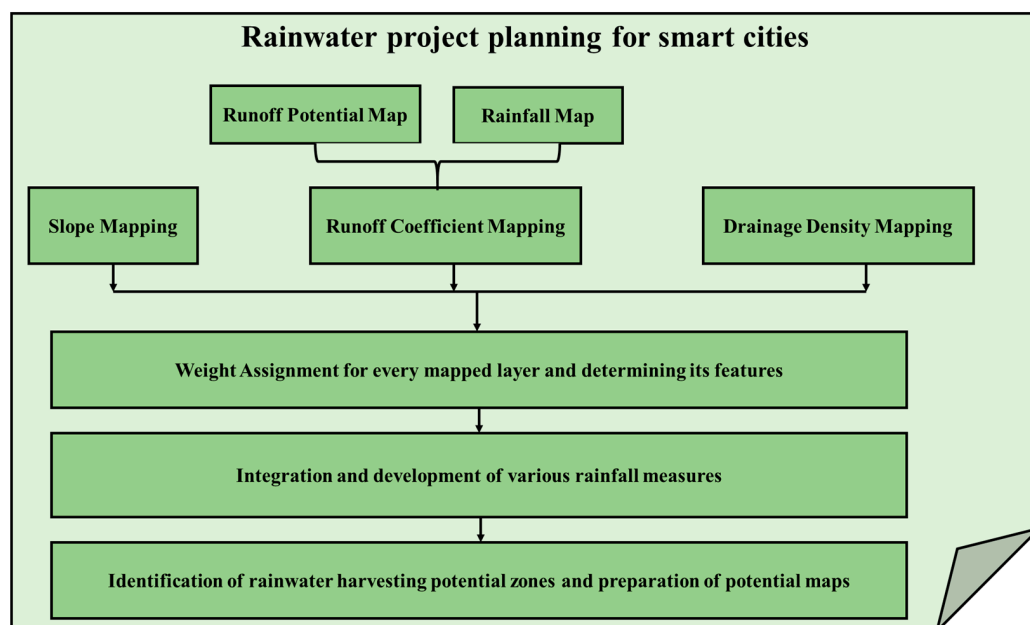 Rainwater project planning for smart cities
Runoff Potential Map
Rainfall Map
Slope Mapping
Runoff Coefficient Mapping
Drainage Density Mapping
Weight Assignment for every mapped layer and determining its features
Integration and development of various rainfall measures
Identification of rainwater harvesting potential zones and preparation of potential maps